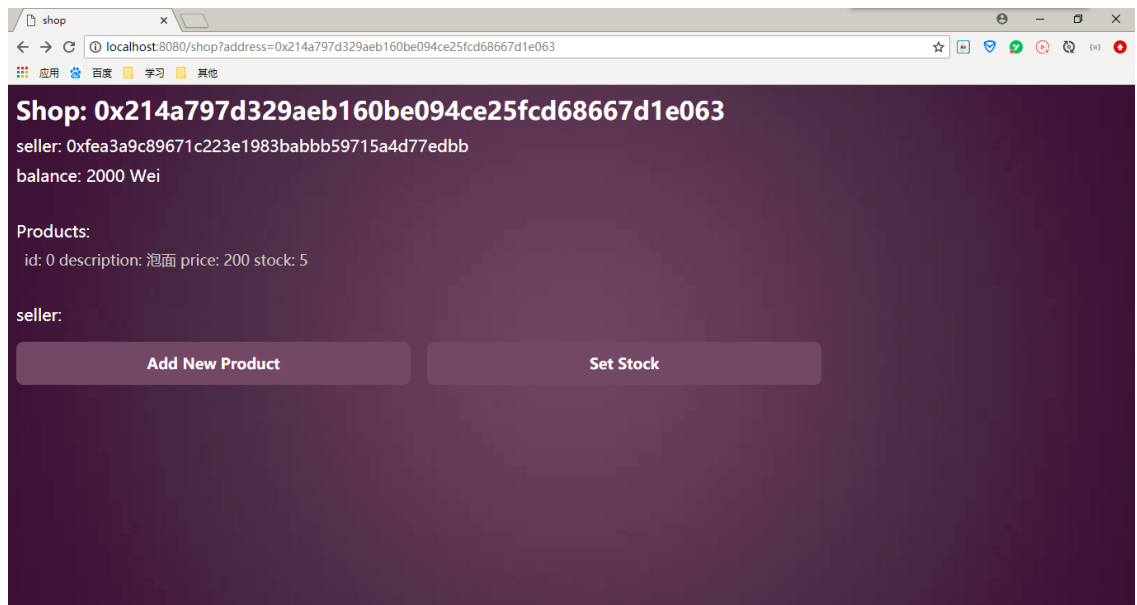 shop
localhost:8080/shop?address=0x214a797d329aeb160be094ce25fcd68667d1e063
应用 百度 学习 其他
Shop: 0x214a797d329aeb160be094ce25fcd68667d1e063
seller: 0xfea3a9c89671c223e1983babbb59715a4d77edbb
balance: 2000 Wei
Products:
id: 0 description: 泡面 price: 200 stock: 5
seller:
Add New Product Set Stock